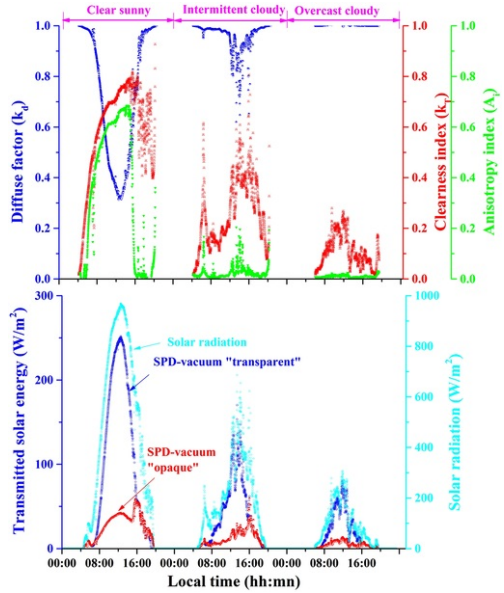 Clear sunny Intermittent cloudy Overcast cloudy
1.0 1.0 1.0
0.8 0.8 0.8
0.6 0.6 0.6
0.4 0.4 0.4
0.2 0.2 0.2
0.0 0.0 0.0
Diffuse factor (kd)
Clearness index (kT)
Anisotropy index (Ai)
300 1000
800
200 600
400
100
50 200
0 0
Solar radiation
SPD-vacuum "transparent"
SPD-vacuum
"opaque"
Transmitted solar energy (W/m²)
Solar radiation (W/m²)
00:00 08:00 16:00 00:00 08:00 16:00 00:00 08:00 16:00
Local time (hh:mn)